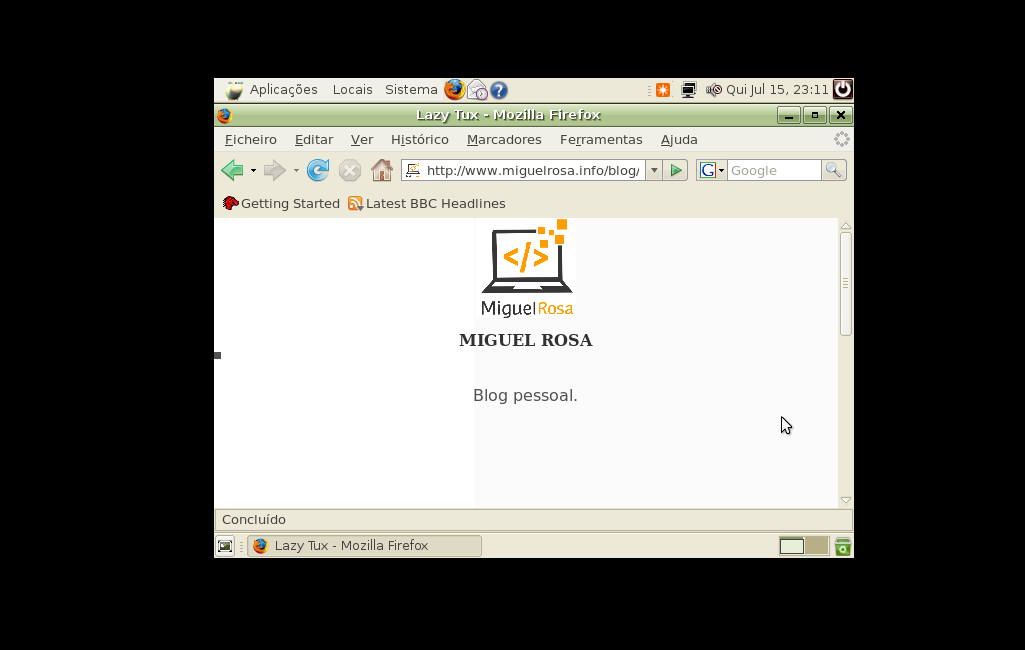 Aplicações Locais Sistema Qui Jul 15, 23:11
Lazy Tux - Mozilla Firefox
Ficheiro Editar Ver Histórico Marcadores Ferramentas Ajuda
http://www.miguelrosa.info/blog/ G Google
Getting Started Latest BBC Headlines
</>
MiguelRosa
MIGUEL ROSA
Blog pessoal.
Concluído
Lazy Tux - Mozilla Firefox